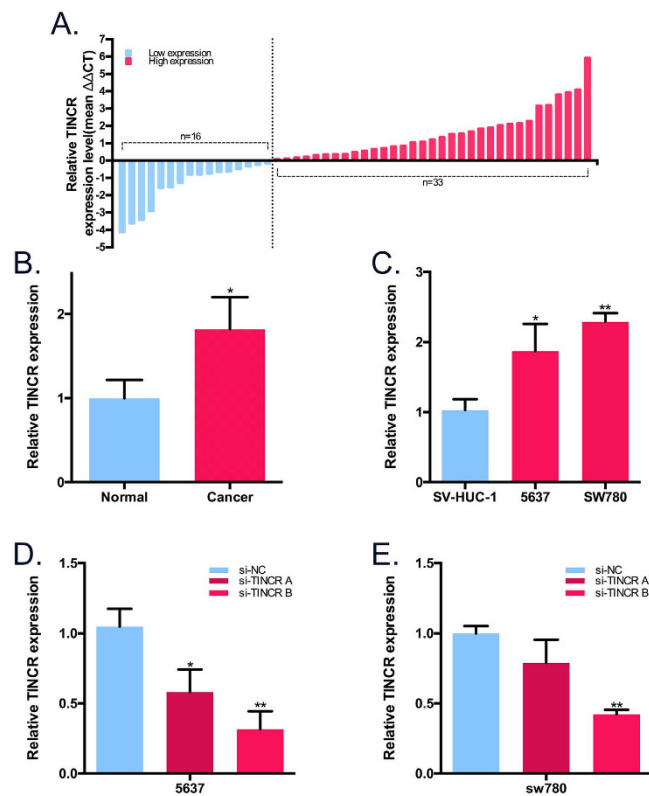 A.
Low expression
High expression
Relative TINCR
expression level(mean ΔΔCT)
7
6
5
4
3
2
1
0
-1
-2
-3
-4
-5
n=16
n=33
B.
Relative TINCR expression
2
1
0
*
Normal
Cancer
C.
Relative TINCR expression
3
2
1
0
*
**
SV-HUC-1
5637
SW780
D.
Relative TINCR expression
1.5
1.0
0.5
0.0
si-NC
si-TINCR A
si-TINCR B
*
**
5637
E.
Relative TINCR expression
1.5
1.0
0.5
0.0
si-NC
si-TINCR A
si-TINCR B
**
sw780